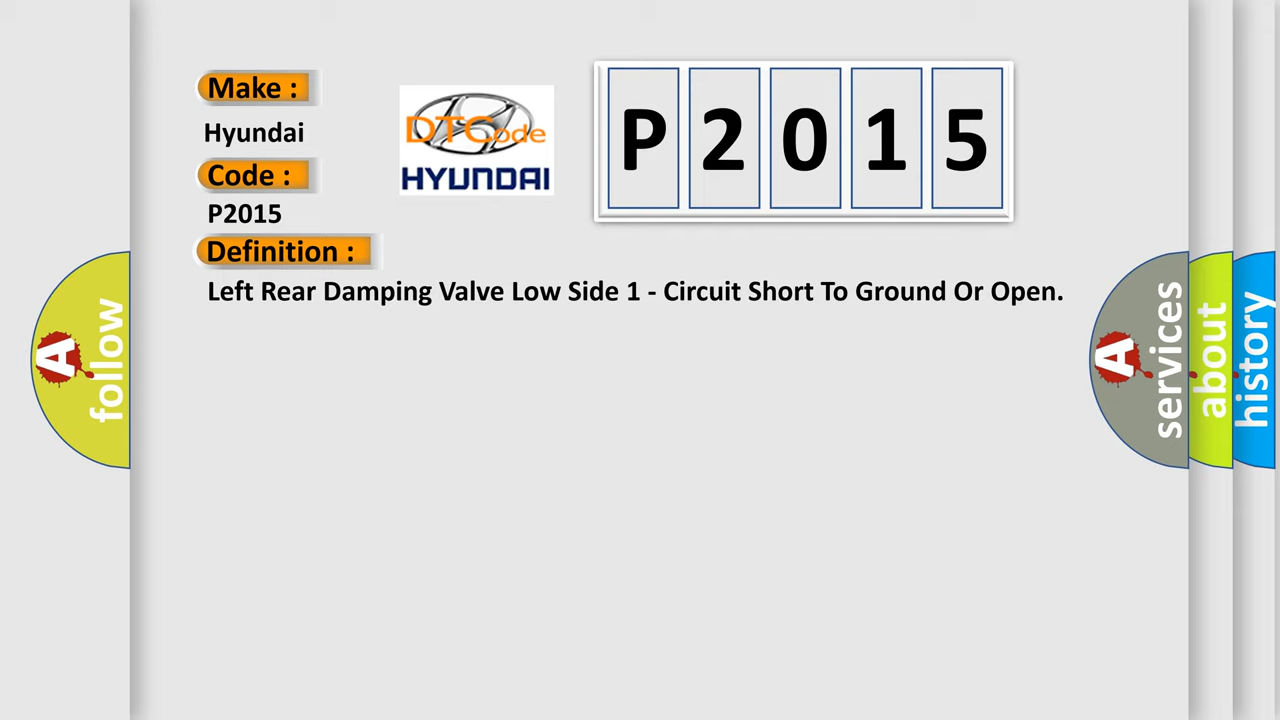 Make :
Hyundai
Code :
P2015
Definition :
Left Rear Damping Valve Low Side 1 - Circuit Short To Ground Or Open.
DTCode
HYUNDAI
P 2 0 1 5
A
follow
A
services
about
history